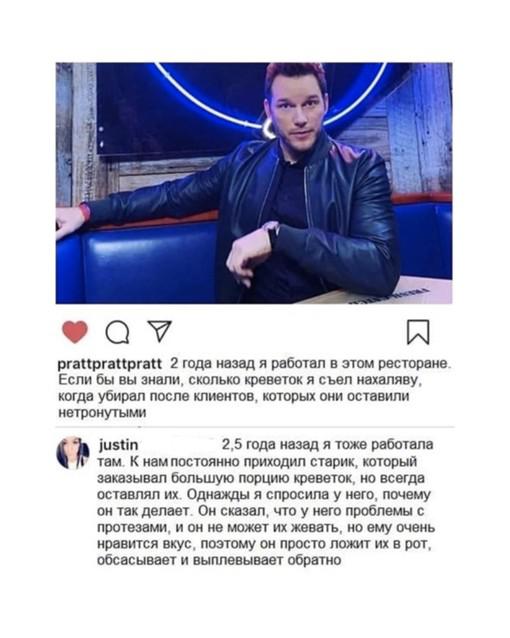 prattprattpratt 2 года назад я работал в этом ресторане.
Если бы вы знали, сколько креветок я съел нахаляву,
когда убирал после клиентов, которых они оставили
нетронутыми
justin 2,5 года назад я тоже работала
там. К нам постоянно приходил старик, который
заказывал большую порцию креветок, но всегда
оставлял их. Однажды я спросила у него, почему
он так делает. Он сказал, что у него проблемы с
протезами, и он не может их жевать, но ему очень
нравится вкус, поэтому он просто ложит их в рот,
обсасывает и выплевывает обратно